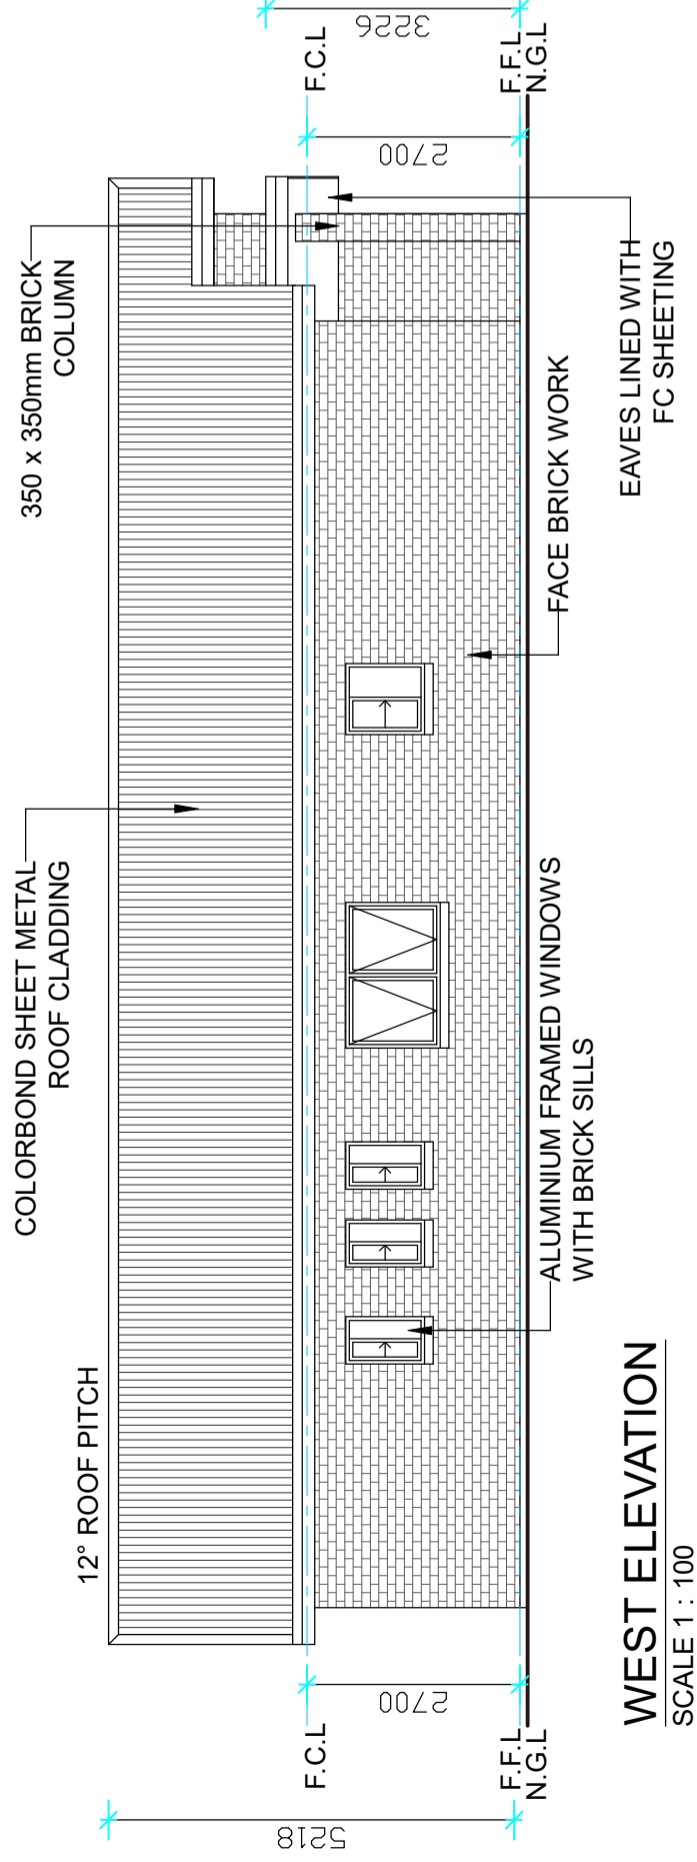 COLORBOND SHEET METAL
ROOF CLADDING
350 x 350mm BRICK
COLUMN
12° ROOF PITCH
5218
F.C.L
2700
F.F.L
N.G.L
F.C.L
2700
3226
F.F.L
N.G.L
ALUMINIUM FRAMED WINDOWS
WITH BRICK SILLS
FACE BRICK WORK
EAVES LINED WITH
FC SHEETING
WEST ELEVATION
SCALE 1 : 100